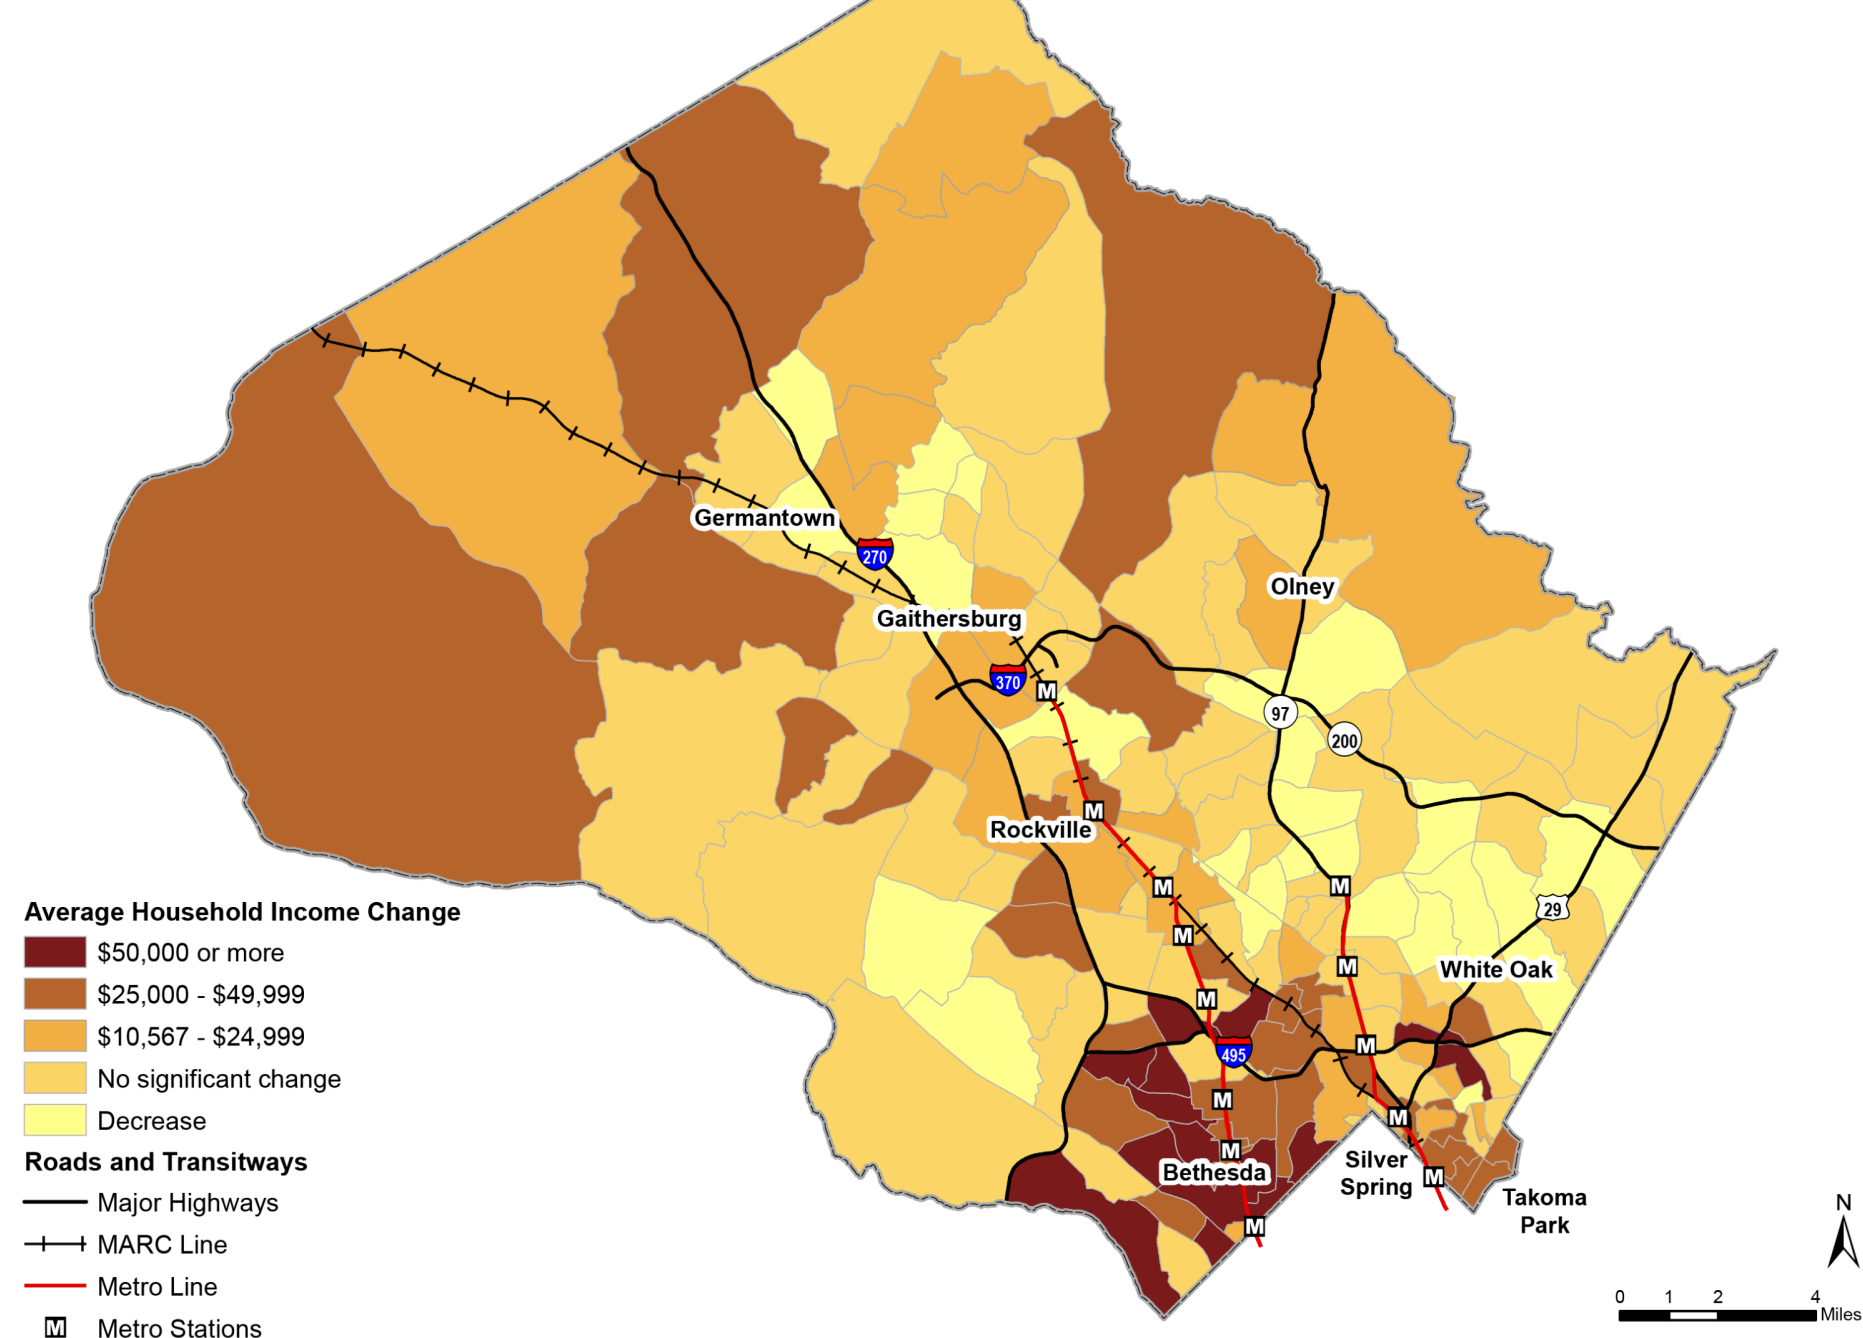 Germantown
270
Gaithersburg
Olney
370
97
200
Rockville
29
White Oak
495
Bethesda
Silver
Spring
Takoma
Park
Average Household Income Change
$50,000 or more
$25,000 - $49,999
$10,567 - $24,999
No significant change
Decrease
Roads and Transitways
Major Highways
MARC Line
Metro Line
M Metro Stations
M
M
M
M
M
M
M
M
M
M
M
M
M
N
0 1 2 4
Miles